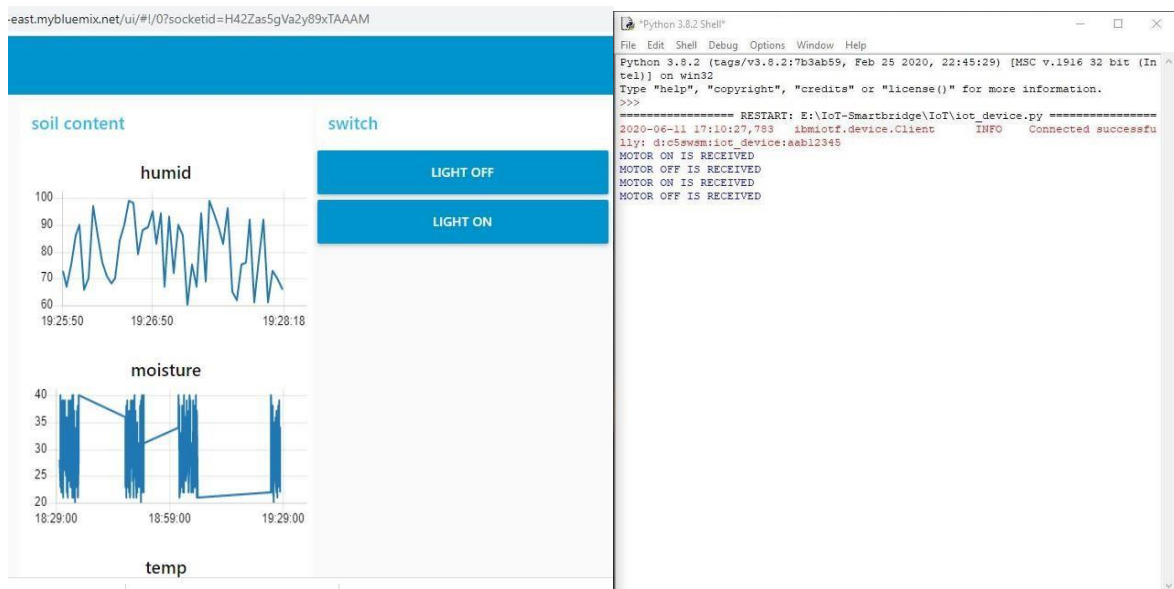 -east.mybluemix.net/ui/#!/0?socketid=H42Zas5gVa2y89xTAAAM
soil content
humid
100
90
80
70
60
19:25:50 19:26:50 19:28:18
moisture
40
35
30
25
20
18:29:00 18:59:00 19:29:00
temp
switch
LIGHT OFF
LIGHT ON
*Python 3.8.2 Shell*
File Edit Shell Debug Options Window Help
Python 3.8.2 (tags/v3.8.2:7b3ab59, Feb 25 2020, 22:45:29) [MSC v.1916 32 bit (In
tel)] on win32
Type "help", "copyright", "credits" or "license()" for more information.
>>>
================ RESTART: E:\IoT-Smartbridge\IoT\iot_device.py ================
2020-06-11 17:10:27,783 ibmiotf.device.Client INFO Connected successfu
lly: d:c5swsm:iot_device:aab12345
MOTOR ON IS RECEIVED
MOTOR OFF IS RECEIVED
MOTOR ON IS RECEIVED
MOTOR OFF IS RECEIVED